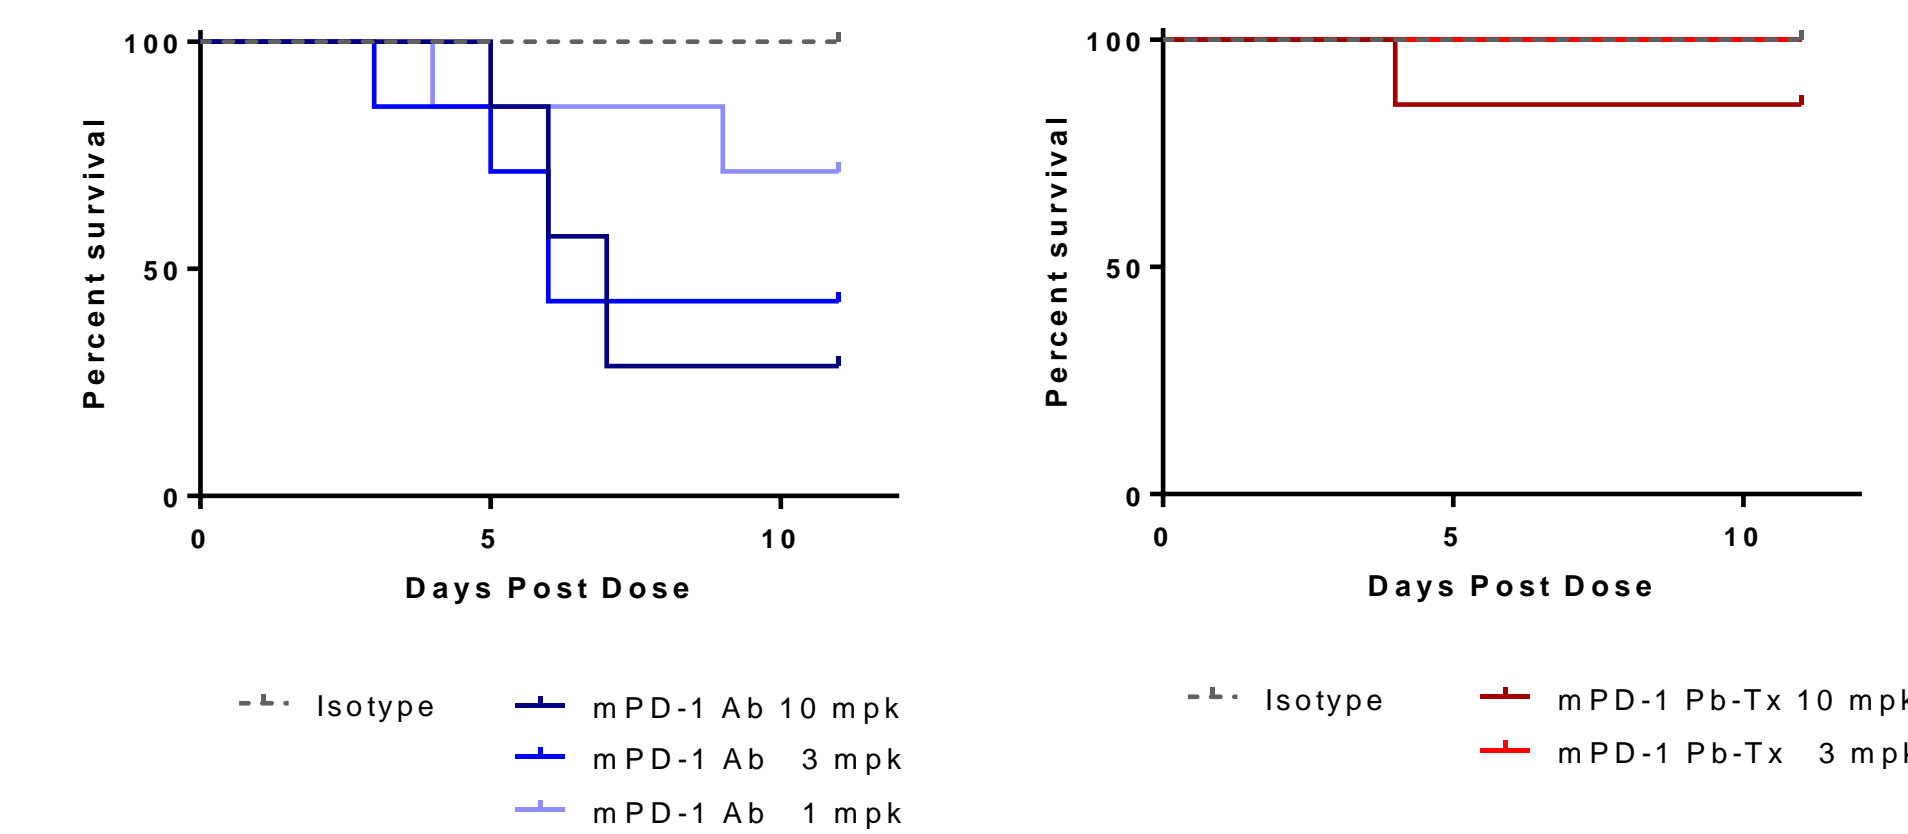 100
50
0
Percent survival
0 5 10
Days Post Dose
Isotype
mPD-1 Ab 10 mpk
mPD-1 Ab 3 mpk
mPD-1 Ab 1 mpk
100
50
0
Percent survival
0 5 10
Days Post Dose
Isotype
mPD-1 Pb-Tx 10 mpk
mPD-1 Pb-Tx 3 mpk